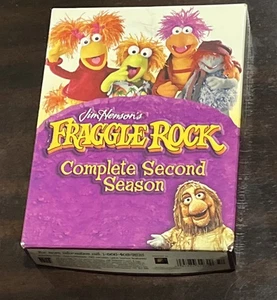 Jim Henson's
FRAGGLE ROCK
Complete Second
Season